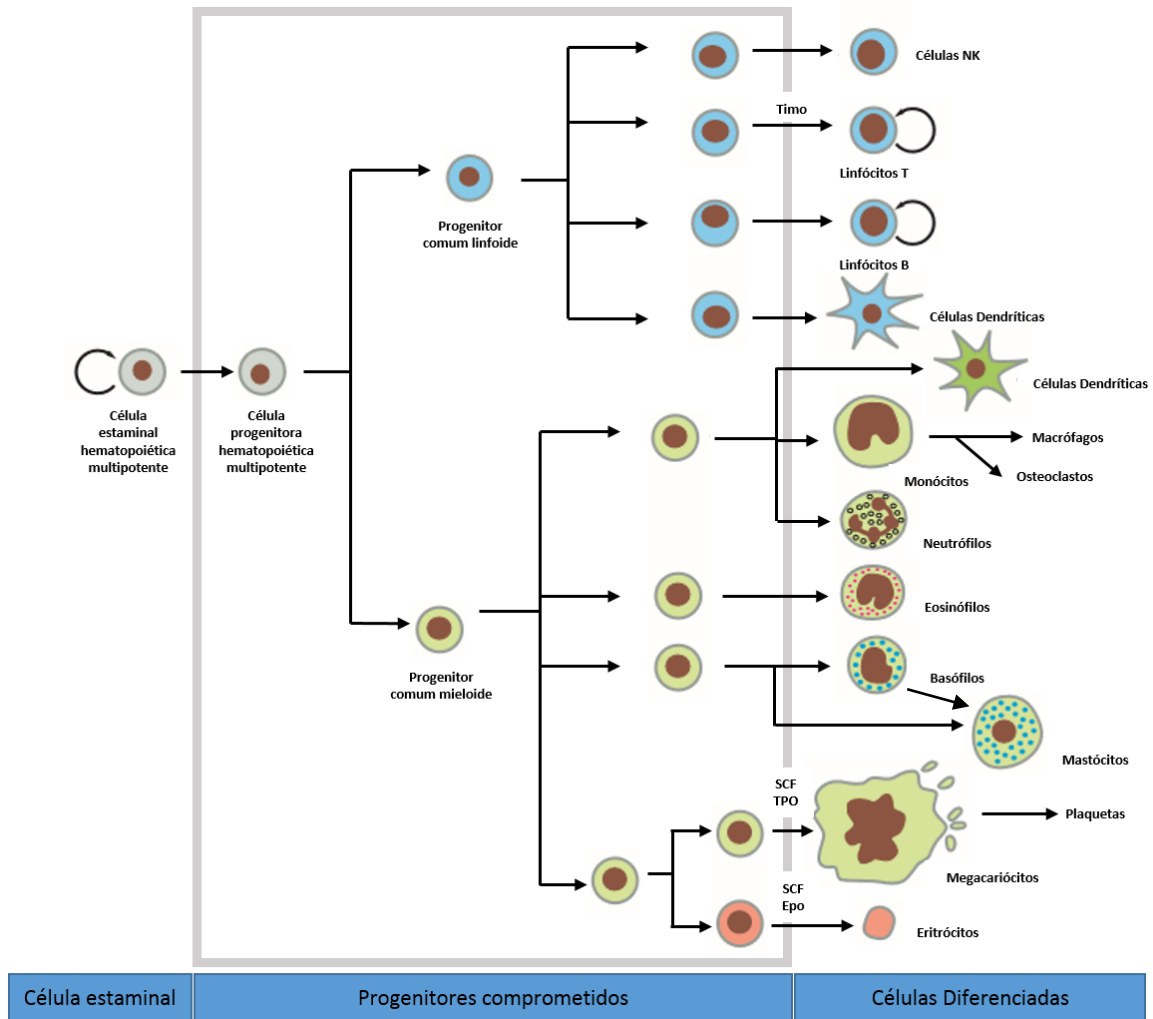 Células NK
Timo
Linfócitos T
Progenitor
comum linfoide
Linfócitos B
Células Dendríticas
Células Dendríticas
Célula
estaminal
hematopoiética
multipotente
Célula
progenitora
hematopoiética
multipotente
Macrófagos
Monócitos
Osteoclastos
Neutrófilos
Eosinófilos
Progenitor
comum mieloide
Basófilos
Mastócitos
SCF
TPO
Plaquetas
Megacariócitos
SCF
Epo
Eritrócitos
Célula estaminal
Progenitores comprometidos
Células Diferenciadas